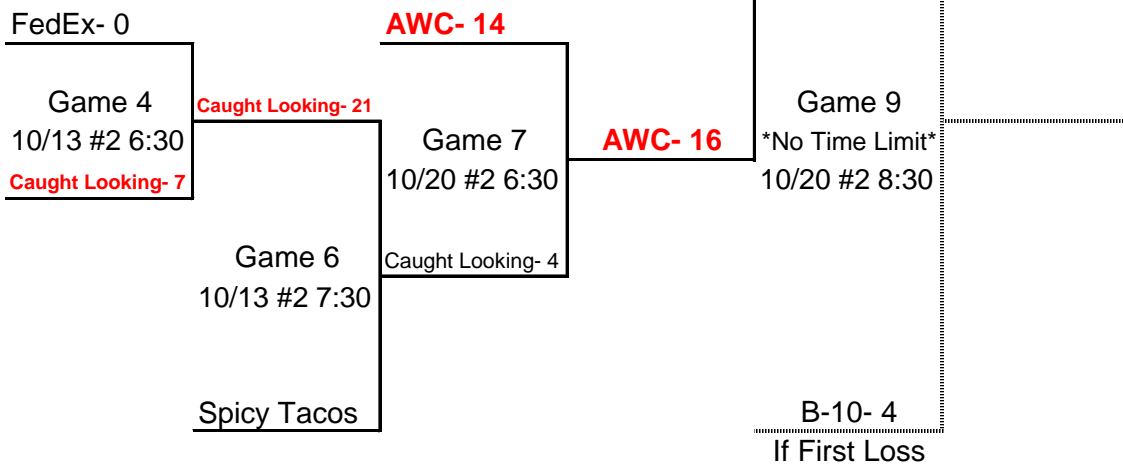 FedEx- 0
Game 4
10/13 #2 6:30
Caught Looking- 7
Caught Looking- 21
Game 6
10/13 #2 7:30
Spicy Tacos
AWC- 14
Game 7
10/20 #2 6:30
Caught Looking- 4
AWC- 16
Game 9
*No Time Limit*
10/20 #2 8:30
B-10- 4
If First Loss